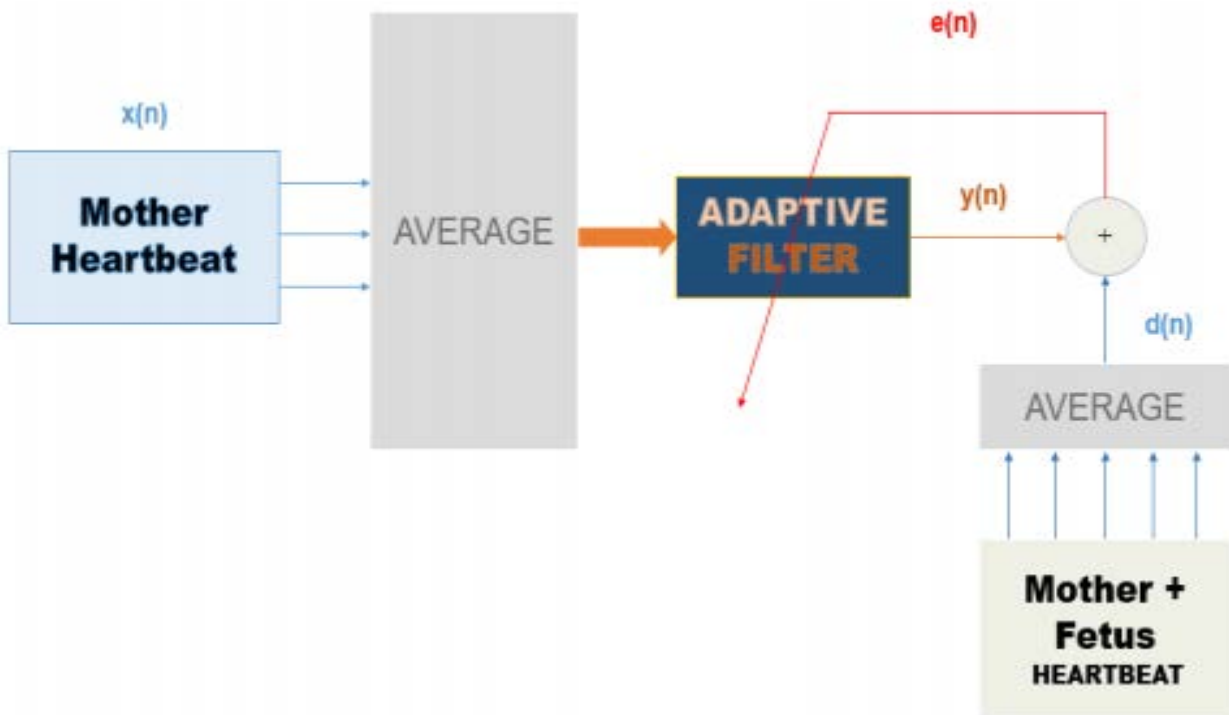 e(n)
x(n)
Mother
Heartbeat
AVERAGE
ADAPTIVE
FILTER
y(n)
+
d(n)
AVERAGE
Mother +
Fetus
HEARTBEAT